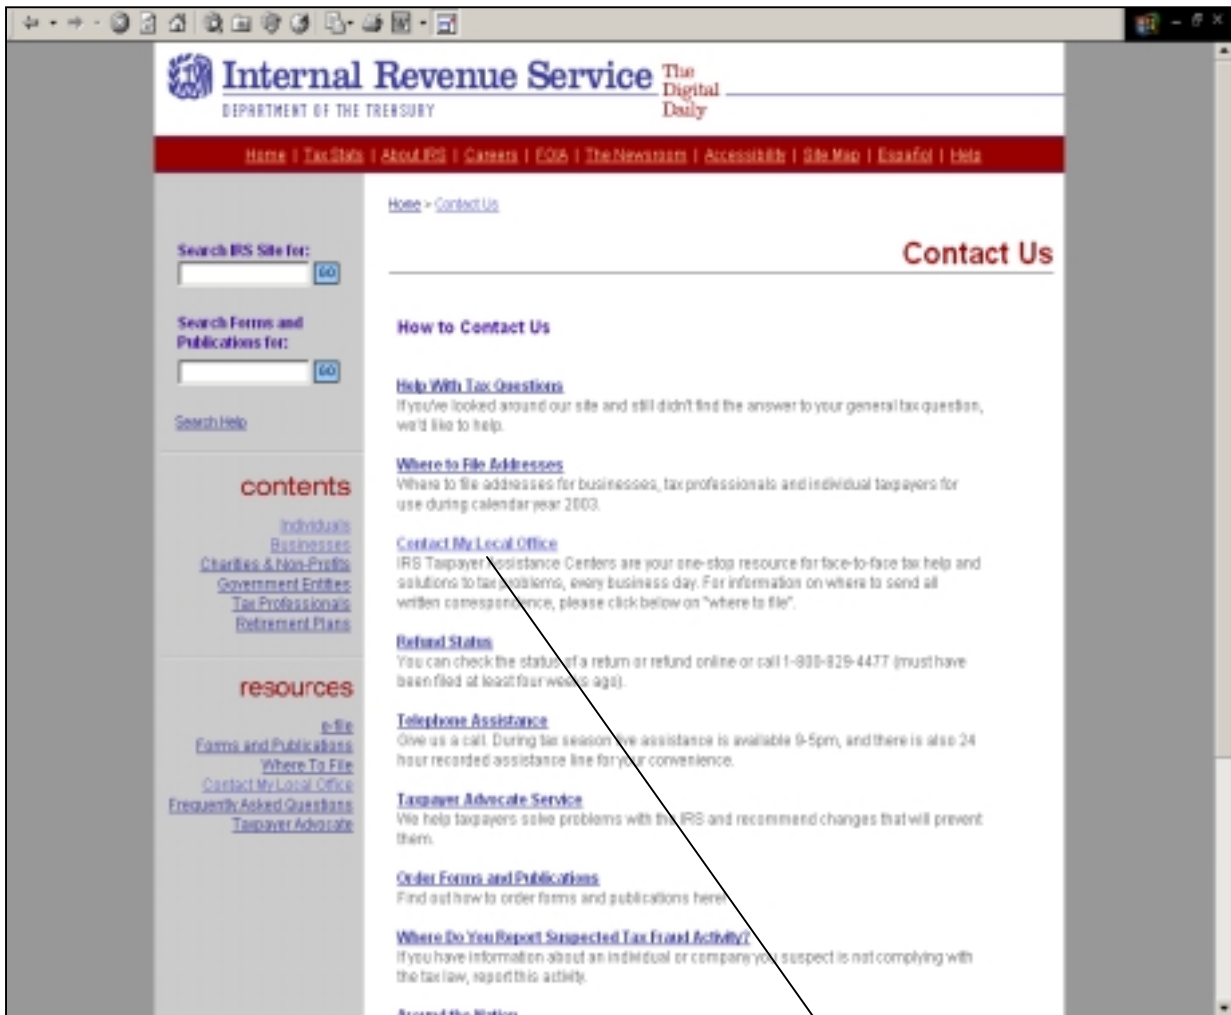 Internal Revenue Service
The
Digital
Daily
DEPARTMENT OF THE TREASURY
Home | Tax Stats | About IRS | Careers | FOIA | The Newsroom | Accessibility | Site Map | Español | Help
Home > Contact Us
Contact Us
Search IRS Site for:
GO
Search Forms and
Publications for:
GO
Search Help
contents
Individuals
Businesses
Charities & Non-Profits
Government Entities
Tax Professionals
Retirement Plans
resources
e-file
Forms and Publications
Where To File
Contact My Local Office
Frequently Asked Questions
Taxpayer Advocate
How to Contact Us
Help With Tax Questions
If you've looked around our site and still didn't find the answer to your general tax question,
we'd like to help.
Where to File Addresses
Where to file addresses for businesses, tax professionals and individual taxpayers for
use during calendar year 2003.
Contact My Local Office
IRS Taxpayer Assistance Centers are your one-stop resource for face-to-face tax help and
solutions to tax problems, every business day. For information on where to send all
written correspondence, please click below on "where to file".
Refund Status
You can check the status of a return or refund online or call 1-800-829-4477 (must have
been filed at least four weeks ago).
Telephone Assistance
Give us a call. During tax season live assistance is available 9-5pm, and there is also 24
hour recorded assistance line for your convenience.
Taxpayer Advocate Service
We help taxpayers solve problems with the IRS and recommend changes that will prevent
them.
Order Forms and Publications
Find out how to order forms and publications here!
Where Do You Report Suspected Tax Fraud Activity?
If you have information about an individual or company you suspect is not complying with
the tax law, report this activity.
Around the Nation